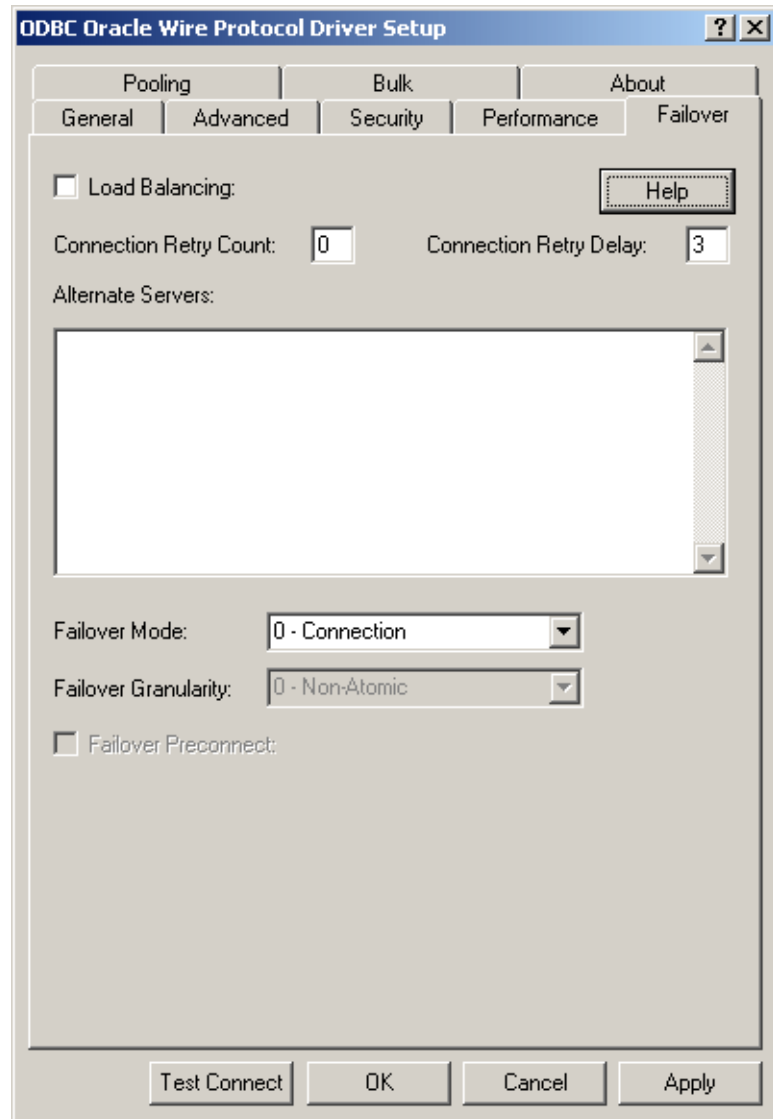 ODBC Oracle Wire Protocol Driver Setup
Pooling Bulk About
General Advanced Security Performance Failover
Load Balancing: Help
Connection Retry Count: 0 Connection Retry Delay: 3
Alternate Servers:
Failover Mode: 0 - Connection
Failover Granularity: 0 - Non-Atomic
Failover Preconnect:
Test Connect OK Cancel Apply